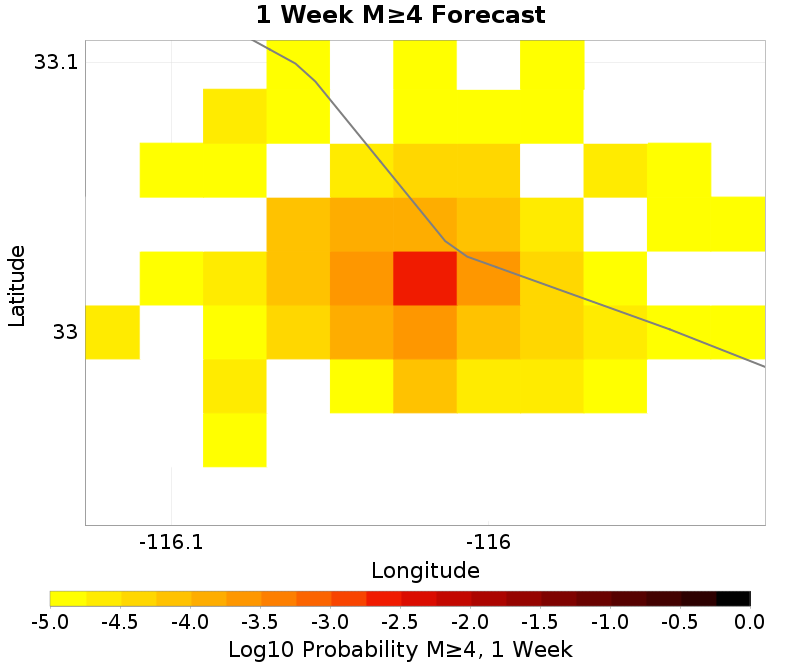 1 Week M≥4 Forecast
33.1
33
Latitude
-116.1
-116
Longitude
-5.0 -4.5 -4.0 -3.5 -3.0 -2.5 -2.0 -1.5 -1.0 -0.5 0.0
Log10 Probability M≥4, 1 Week